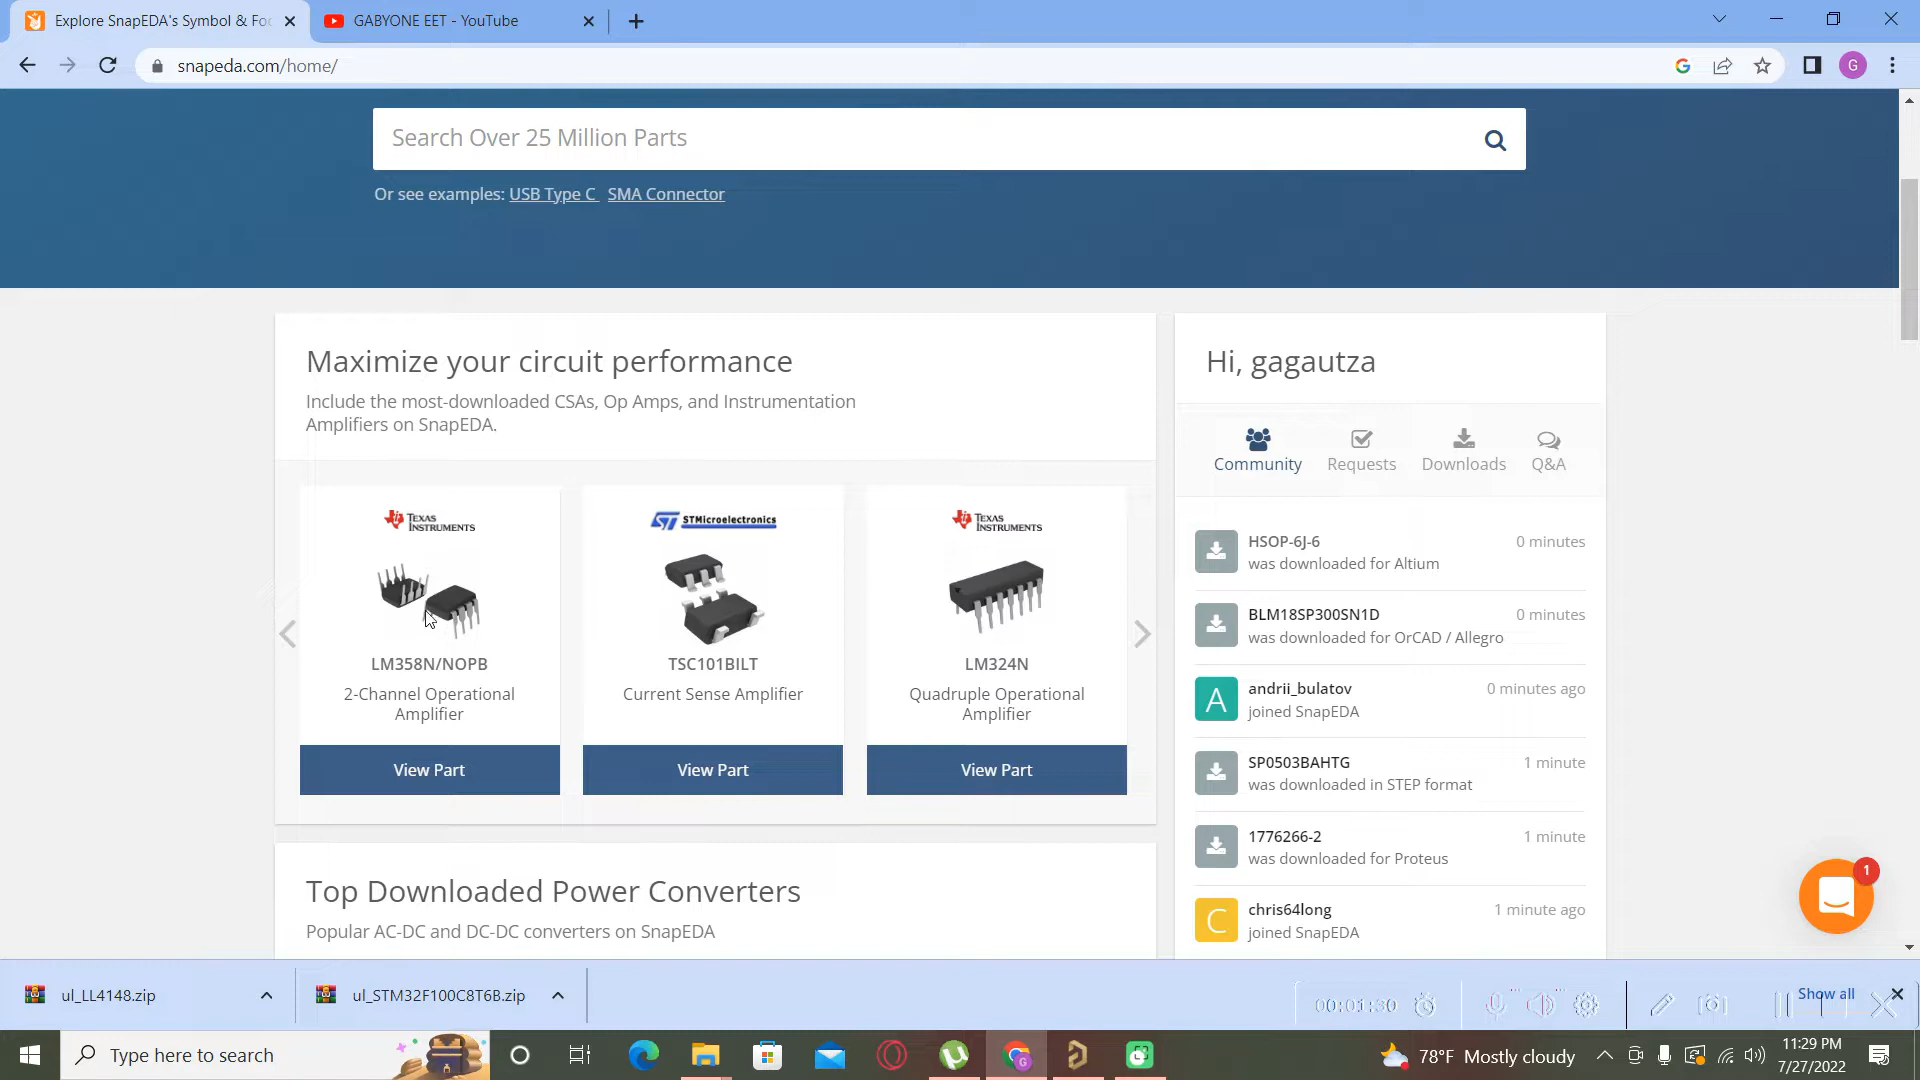 Explore SnapEDA's Symbol & Fo
GABYONE EET - YouTube
snapeda.com/home/
G
Search Over 25 Million Parts
Or see examples: USB Type C SMA Connector
Maximize your circuit performance
Include the most-downloaded CSAs, Op Amps, and Instrumentation
Amplifiers on SnapEDA.
TEXAS INSTRUMENTS
LM358N/NOPB
2-Channel Operational
Amplifier
View Part
ST STMicroelectronics
TSC101BILT
Current Sense Amplifier
View Part
TEXAS INSTRUMENTS
LM324N
Quadruple Operational
Amplifier
View Part
Top Downloaded Power Converters
Popular AC-DC and DC-DC converters on SnapEDA
Hi, gagautza
Community Requests Downloads Q&A
HSOP-6J-6 0 minutes
was downloaded for Altium
BLM18SP300SN1D 0 minutes
was downloaded for OrCAD / Allegro
A
andrii_bulatov 0 minutes ago
joined SnapEDA
SP0503BAHTG 1 minute
was downloaded in STEP format
1776266-2 1 minute
was downloaded for Proteus
C
chris64long 1 minute ago
joined SnapEDA
1
ul_LL4148.zip
ul_STM32F100C8T6B.zip
00:01:30
Show all
Type here to search
78°F Mostly cloudy
11:29 PM
7/27/2022